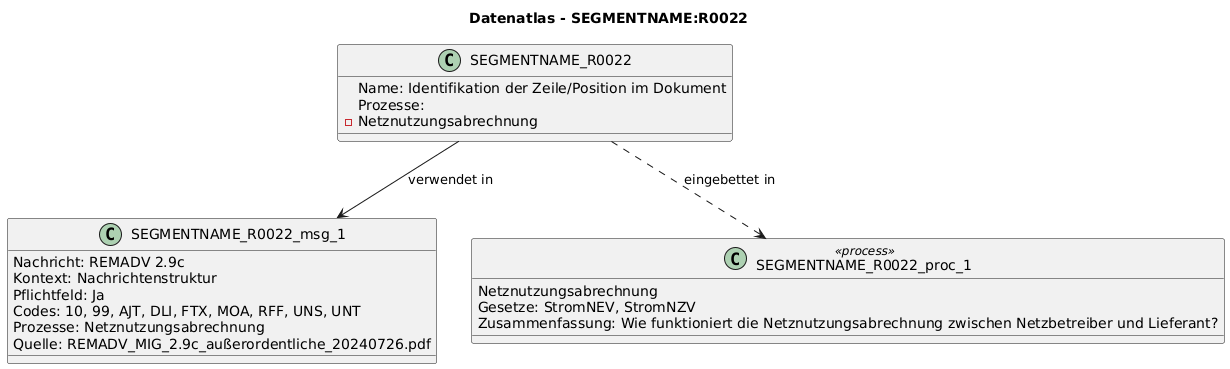 Datenatlas - SEGMENTNAME:R0022
C SEGMENTNAME_R0022
Name: Identifikation der Zeile/Position im Dokument
Prozesse:
Netznutzungsabrechnung
verwendet in
eingebettet in
C SEGMENTNAME_R0022_msg_1
Nachricht: REMADV 2.9c
Kontext: Nachrichtenstruktur
Pflichtfeld: Ja
Codes: 10, 99, AJT, DLI, FTX, MOA, RFF, UNS, UNT
Prozesse: Netznutzungsabrechnung
Quelle: REMADV_MIG_2.9c_außerordentliche_20240726.pdf
«process»
C SEGMENTNAME_R0022_proc_1
Netznutzungsabrechnung
Gesetze: StromNEV, StromNZV
Zusammenfassung: Wie funktioniert die Netznutzungsabrechnung zwischen Netzbetreiber und Lieferant?